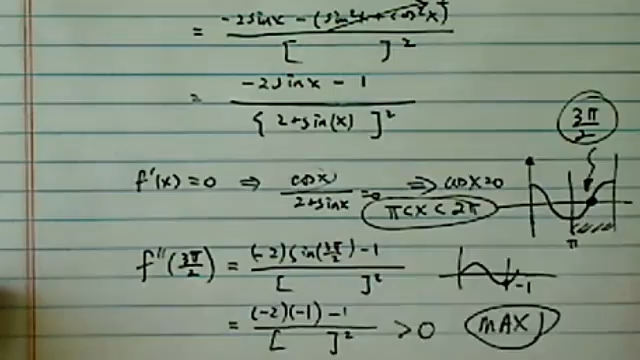 = -2sinx - (sin²x + cos²x) / [ ]²
= -2sinx - 1 / { 2+sin(x) ]²
3π/2
f'(x) = 0 ⇒ cosx / 2+sinx = 0 ⇒ cosx=0
π<x<2π
π
f''(3π/2) = (-2)sin(3π/2) - 1 / [ ]²
-1
= (-2)(-1) - 1 / [ ]² > 0 MAX